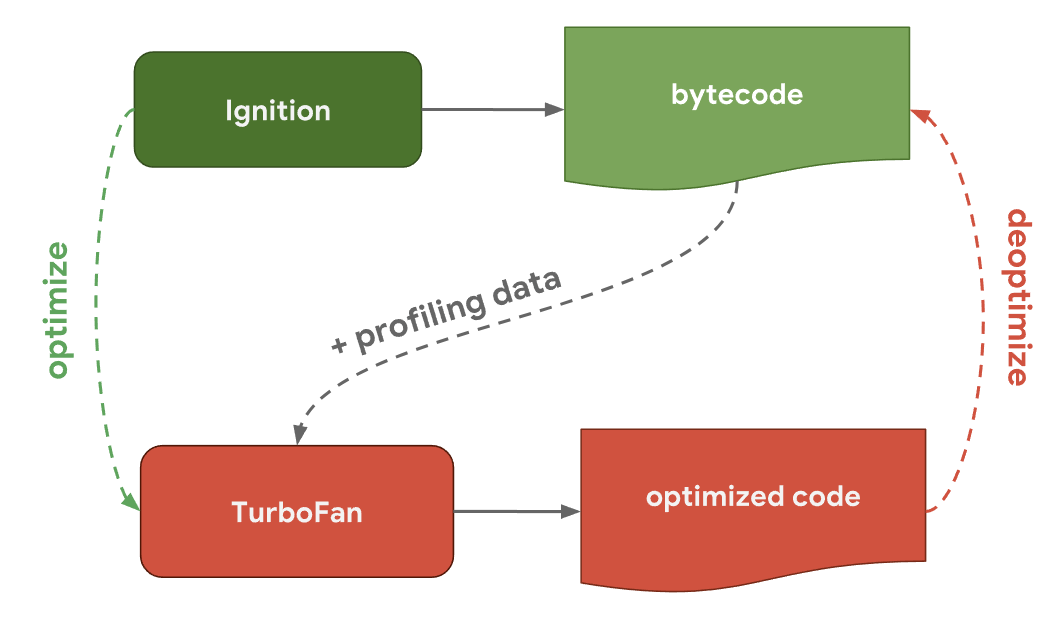 Ignition
bytecode
optimize
+ profiling data
deoptimize
TurboFan
optimized code